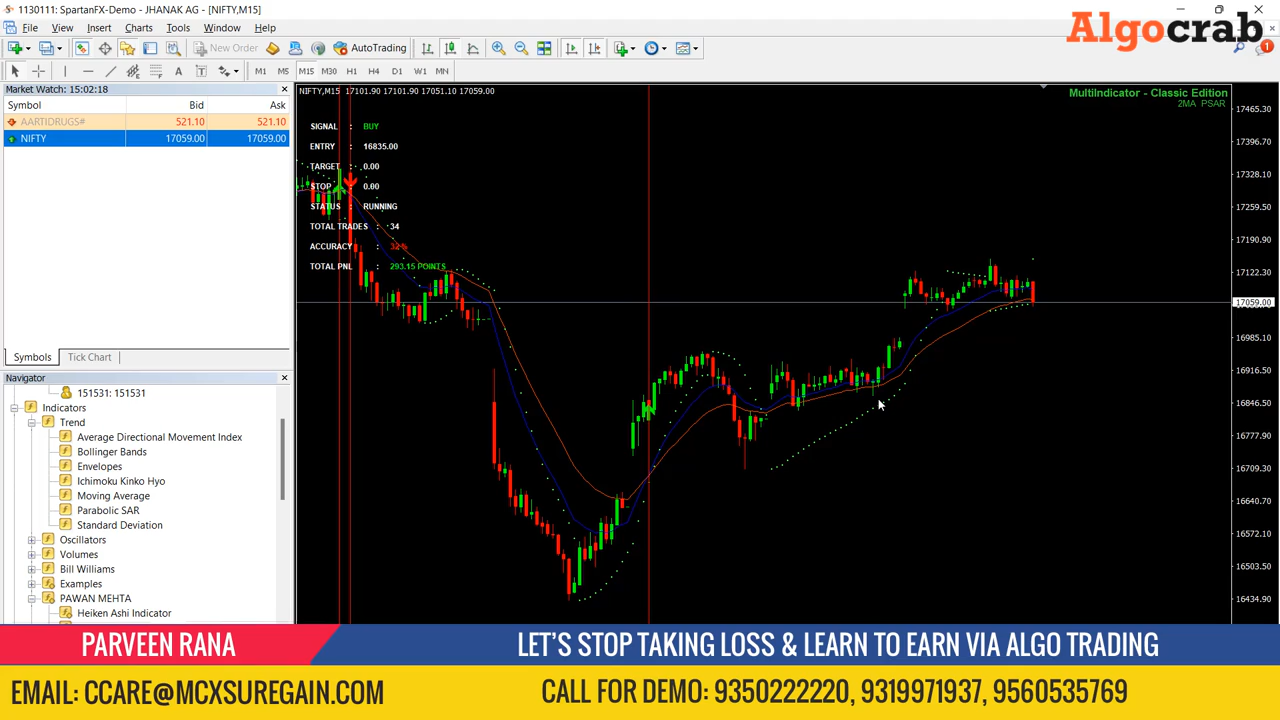 1130111: SpartanFX-Demo - JHANAK AG - [NIFTY,M15]
File View Insert Charts Tools Window Help
Algocrab
New Order AutoTrading
1
M1 M5 M15 M30 H1 H4 D1 W1 MN
Market Watch: 15:02:18
Symbol Bid Ask
AARTIDRUGS# 521.10 521.10
NIFTY 17059.00 17059.00
Symbols Tick Chart
Navigator
151531: 151531
Indicators
Trend
Average Directional Movement Index
Bollinger Bands
Envelopes
Ichimoku Kinko Hyo
Moving Average
Parabolic SAR
Standard Deviation
Oscillators
Volumes
Bill Williams
Examples
PAWAN MEHTA
Heiken Ashi Indicator
NIFTY,M15 17101.90 17101.90 17051.10 17059.00
MultiIndicator - Classic Edition
2MA PSAR
SIGNAL : BUY
ENTRY : 16835.00
TARGET : 0.00
STOP : 0.00
STATUS : RUNNING
TOTAL TRADES : 34
ACCURACY : 32%
TOTAL PNL : 293.15 POINTS
17465.30
17396.70
17328.10
17259.50
17190.90
17122.30
17059.00
16985.10
16916.50
16846.50
16777.90
16709.30
16640.70
16572.10
16503.50
16434.90
PARVEEN RANA
LET'S STOP TAKING LOSS & LEARN TO EARN VIA ALGO TRADING
EMAIL: CCARE@MCXSUREGAIN.COM
CALL FOR DEMO: 9350222220, 9319971937, 9560535769